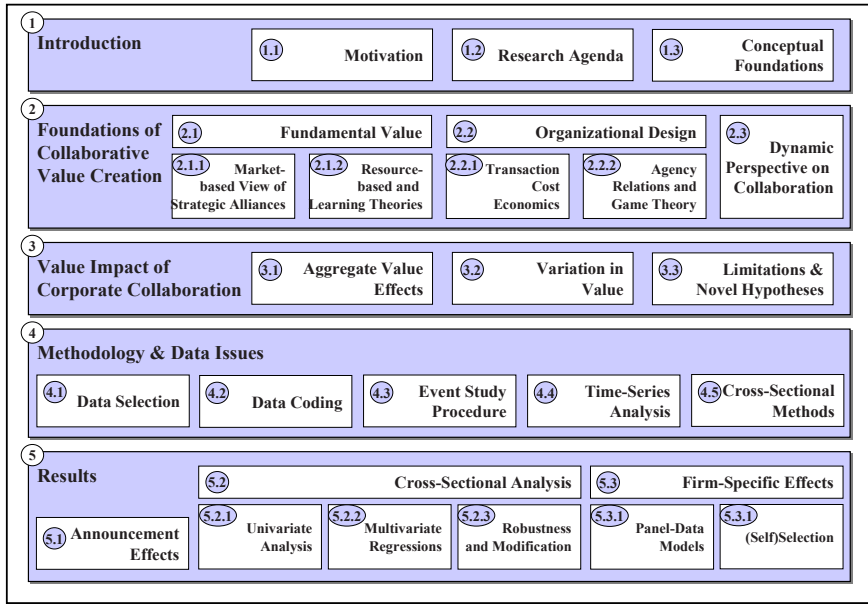 1
Introduction
1.1
Motivation
1.2
Research Agenda
1.3
Conceptual
Foundations
2
Foundations of
Collaborative
Value Creation
2.1
Fundamental Value
2.1.1
Market-
based View of
Strategic Alliances
2.1.2
Resource-
based and
Learning Theories
2.2
Organizational Design
2.2.1
Transaction
Cost
Economics
2.2.2
Agency
Relations and
Game Theory
2.3
Dynamic
Perspective on
Collaboration
3
Value Impact of
Corporate Collaboration
3.1
Aggregate Value
Effects
3.2
Variation in
Value
3.3
Limitations &
Novel Hypotheses
4
Methodology & Data Issues
4.1
Data Selection
4.2
Data Coding
4.3
Event Study
Procedure
4.4
Time-Series
Analysis
4.5
Cross-Sectional
Methods
5
Results
5.1
Announcement
Effects
5.2
Cross-Sectional Analysis
5.2.1
Univariate
Analysis
5.2.2
Multivariate
Regressions
5.2.3
Robustness
and Modification
5.3
Firm-Specific Effects
5.3.1
Panel-Data
Models
5.3.1
(Self)Selection